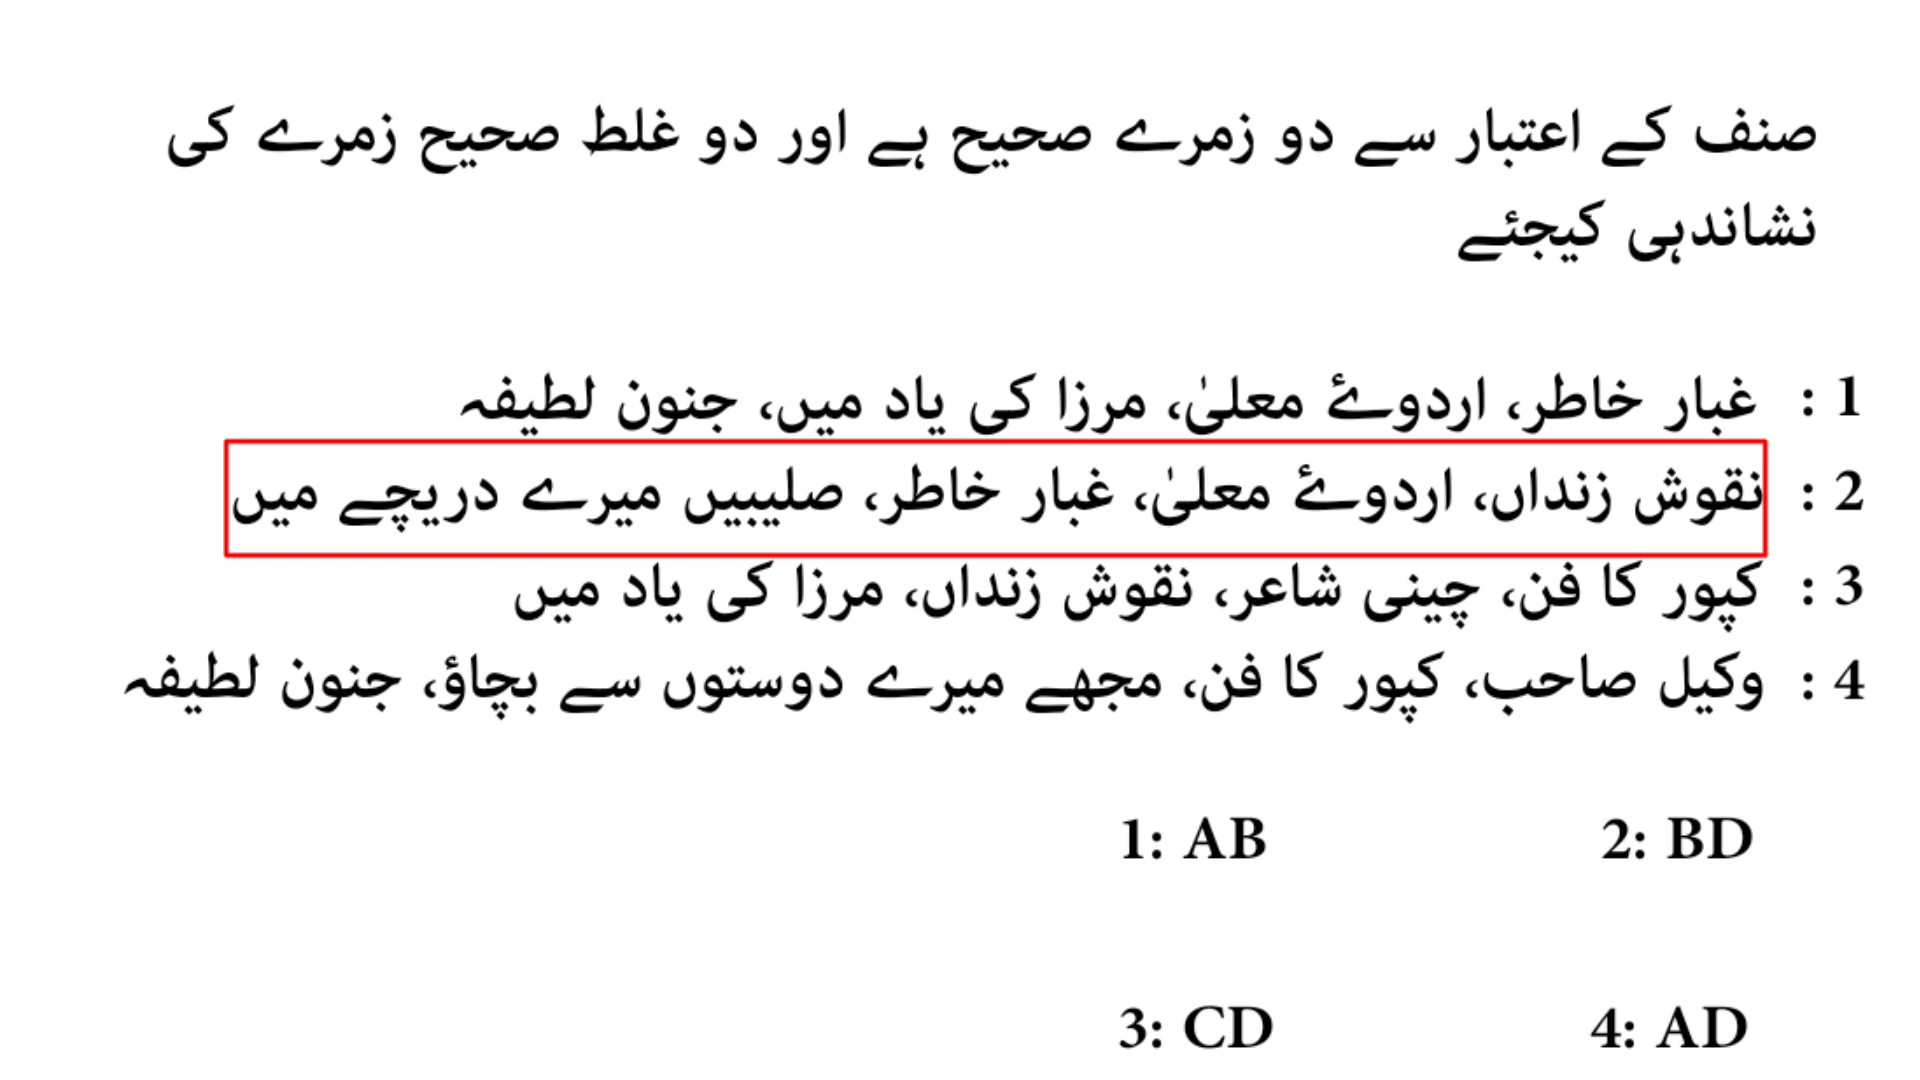 صنف کے اعتبار سے دو زمرے صحیح ہے اور دو غلط صحیح زمرے کی
نشاندہی کیجئے
1 : غبار خاطر، اردوۓ معلیٰ، مرزا کی یاد میں، جنون لطیفہ
2 : نقوش زنداں، اردوۓ معلیٰ، غبار خاطر، صلیبیں میرے دریچے میں
3 : کپور کا فن، چینی شاعر، نقوش زنداں، مرزا کی یاد میں
4 : وکیل صاحب، کپور کا فن، مجھے میرے دوستوں سے بچاؤ، جنون لطیفہ
1: AB 2: BD
3: CD 4: AD